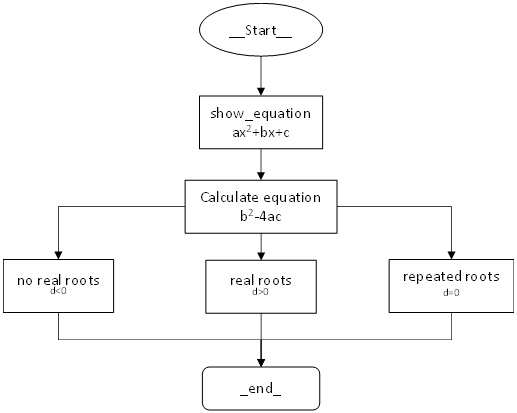 __Start__
show_equation
ax²+bx+c
Calculate equation
b²-4ac
no real roots
d<0
real roots
d>0
repeated roots
d=0
_end_